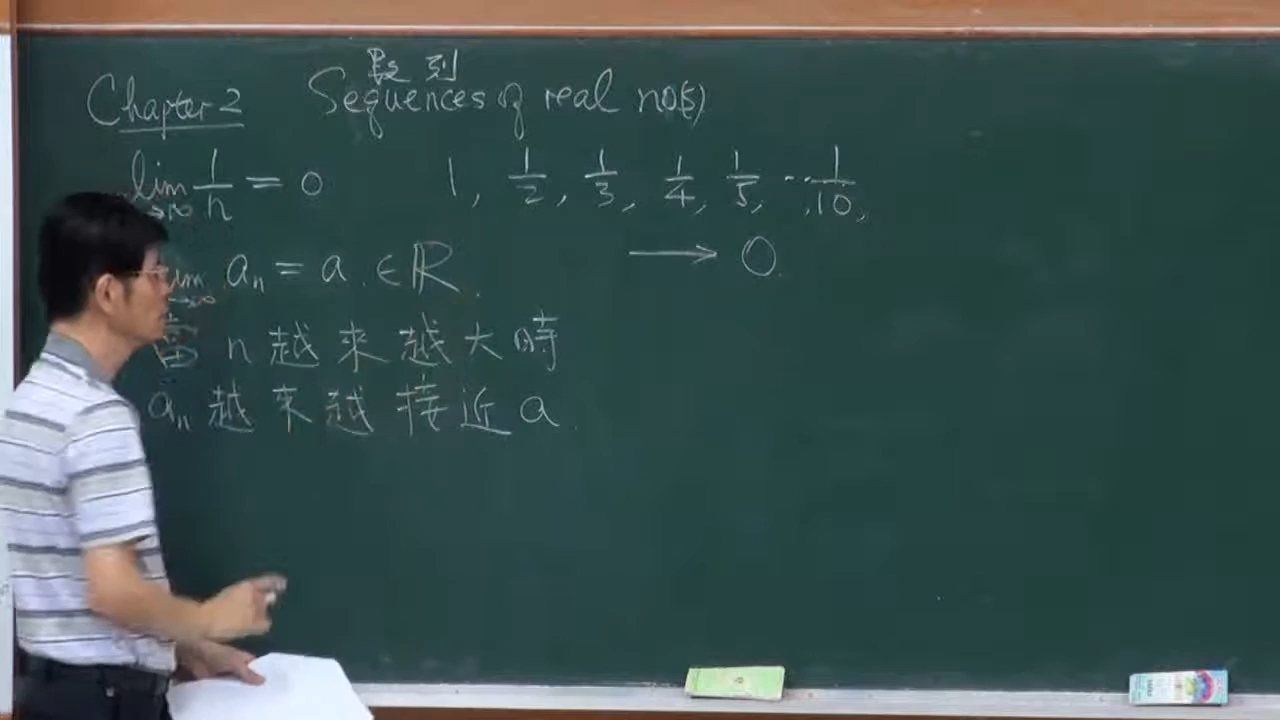 數列
Chapter 2 Sequences of real no(s)
lim 1/n = 0 1, 1/2, 1/3, 1/4, 1/5, ... , 1/10,
lim aₙ = a ∈ ℝ. → 0.
當 n 越來越大時
aₙ 越來越接近 a.